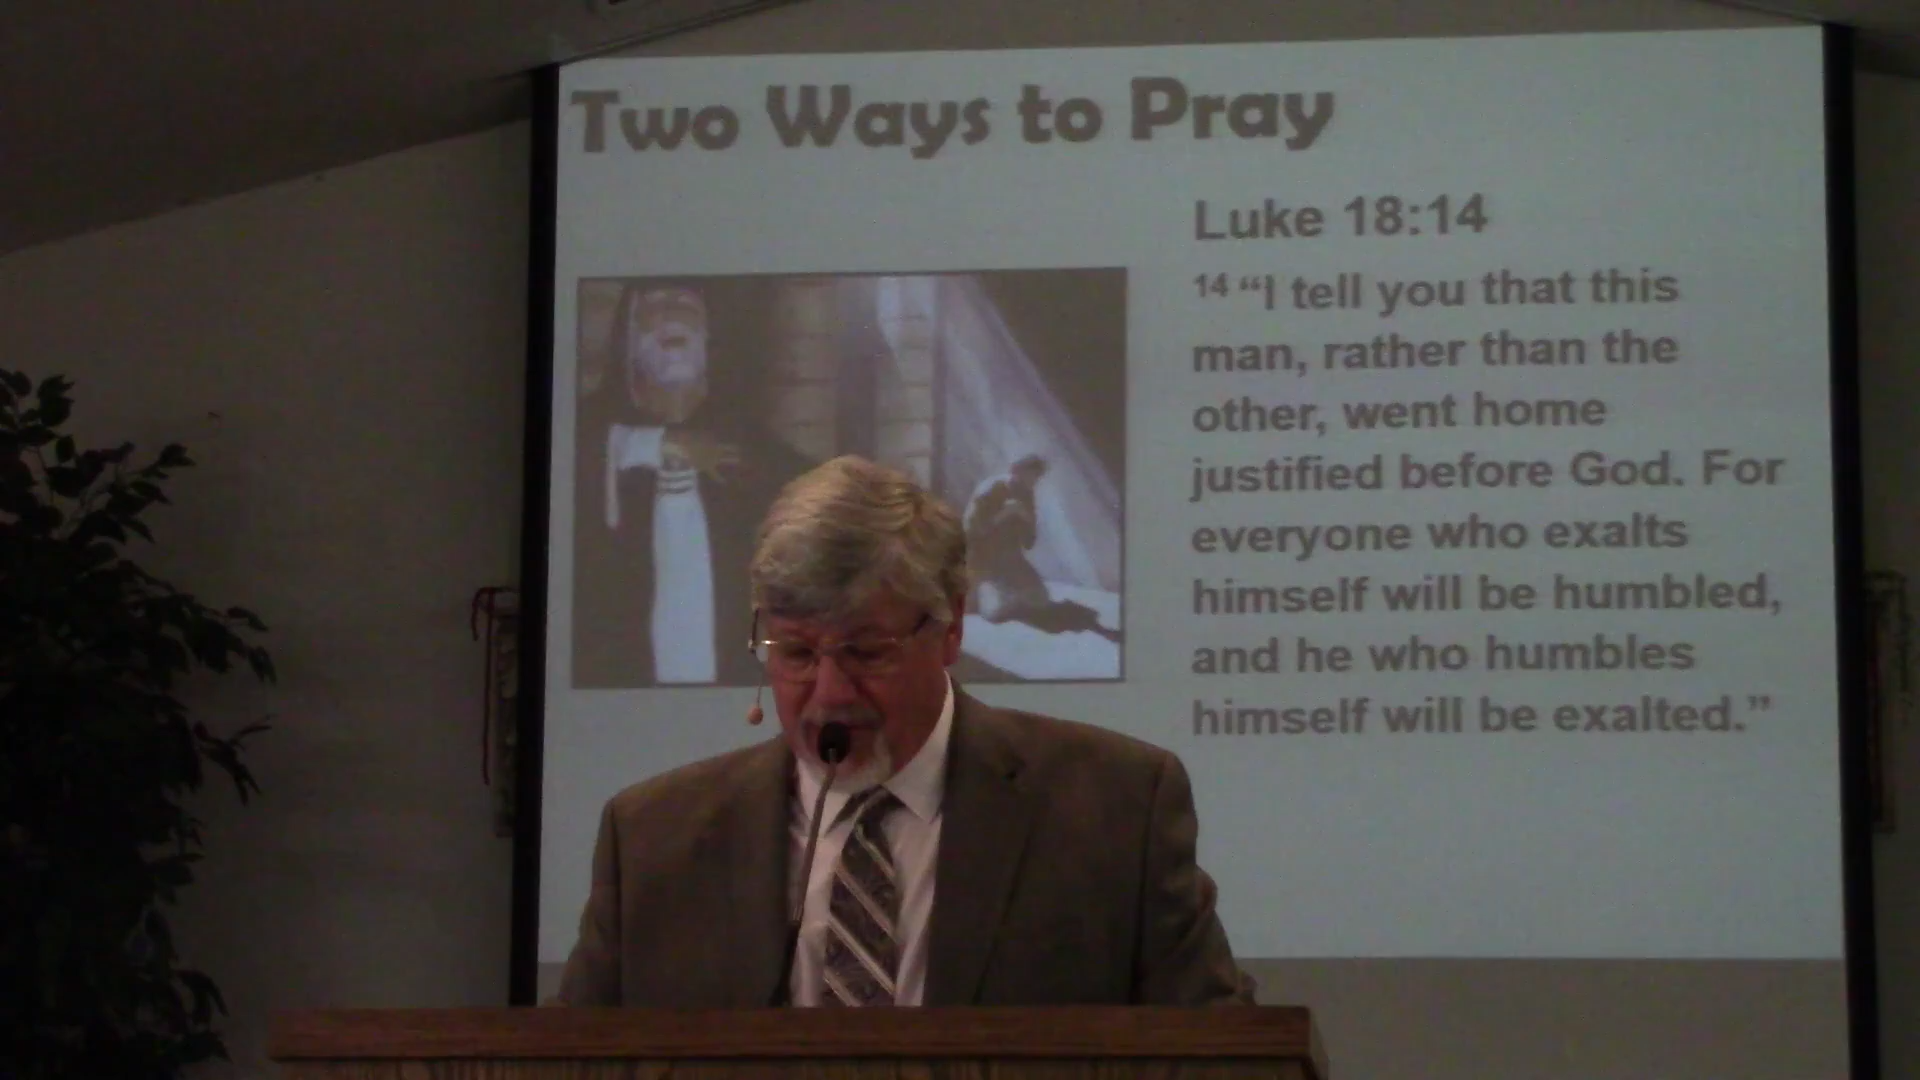 Two Ways to Pray
Luke 18:14
14 “I tell you that this
man, rather than the
other, went home
justified before God. For
everyone who exalts
himself will be humbled,
and he who humbles
himself will be exalted.”